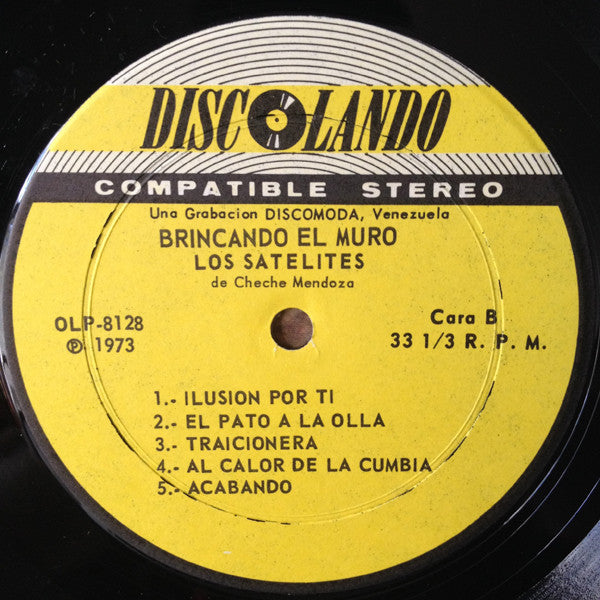 DISCOLANDO
COMPATIBLE STEREO
Una Grabacion DISCOMODA, Venezuela
BRINCANDO EL MURO
LOS SATELITES
de Cheche Mendoza
OLP-8128
Ⓟ 1973
Cara B
33 1/3 R. P. M.
1.- ILUSION POR TI
2.- EL PATO A LA OLLA
3.- TRAICIONERA
4.- AL CALOR DE LA CUMBIA
5.- ACABANDO